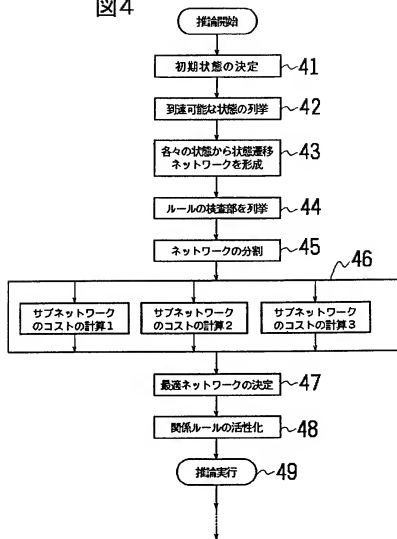 図4
推論開始
初期状態の決定
41
到達可能な状態の列挙
42
各々の状態から状態遷移
ネットワークを形成
43
ルールの検査部を列挙
44
ネットワークの分割
45
46
サブネットワーク
のコストの計算1
サブネットワーク
のコストの計算2
サブネットワーク
のコストの計算3
最適ネットワークの決定
47
関係ルールの活性化
48
推論実行
49